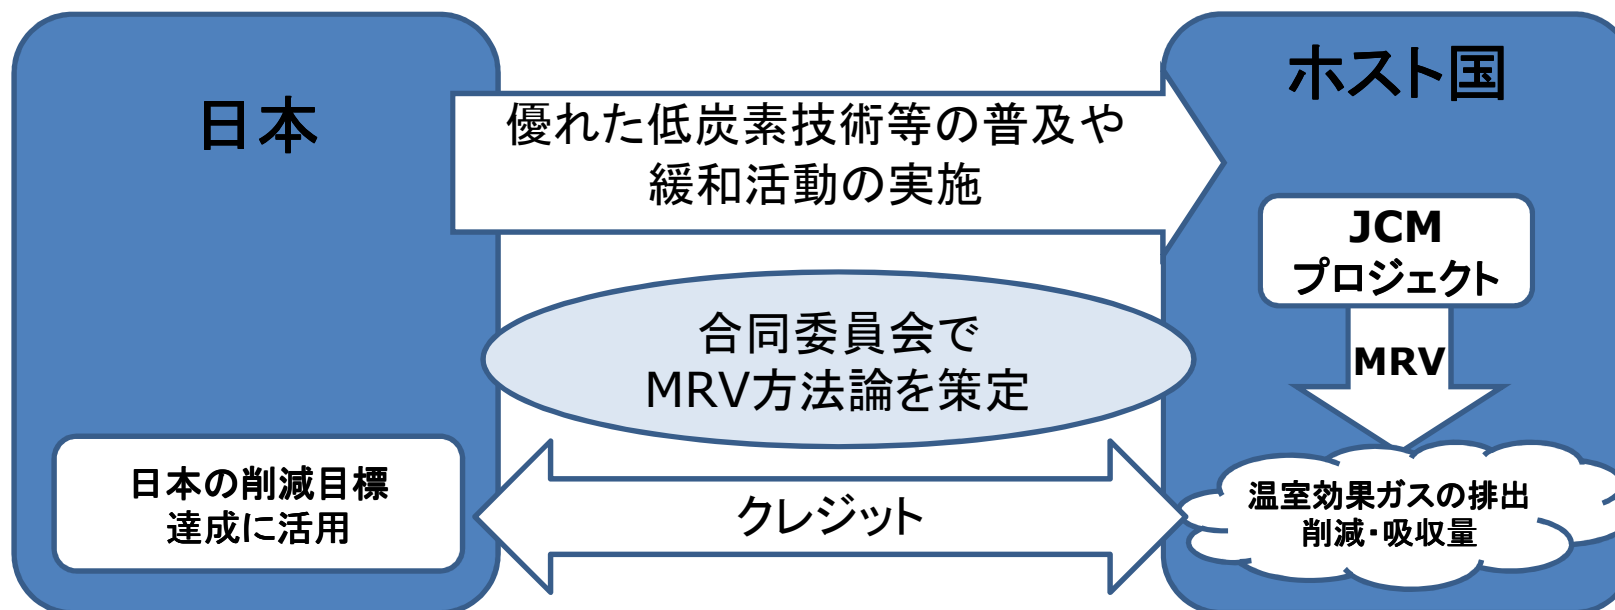 日本
ホスト国
優れた低炭素技術等の普及や
緩和活動の実施
JCM
プロジェクト
MRV
合同委員会で
MRV方法論を策定
日本の削減目標
達成に活用
クレジット
温室効果ガスの排出
削減・吸収量